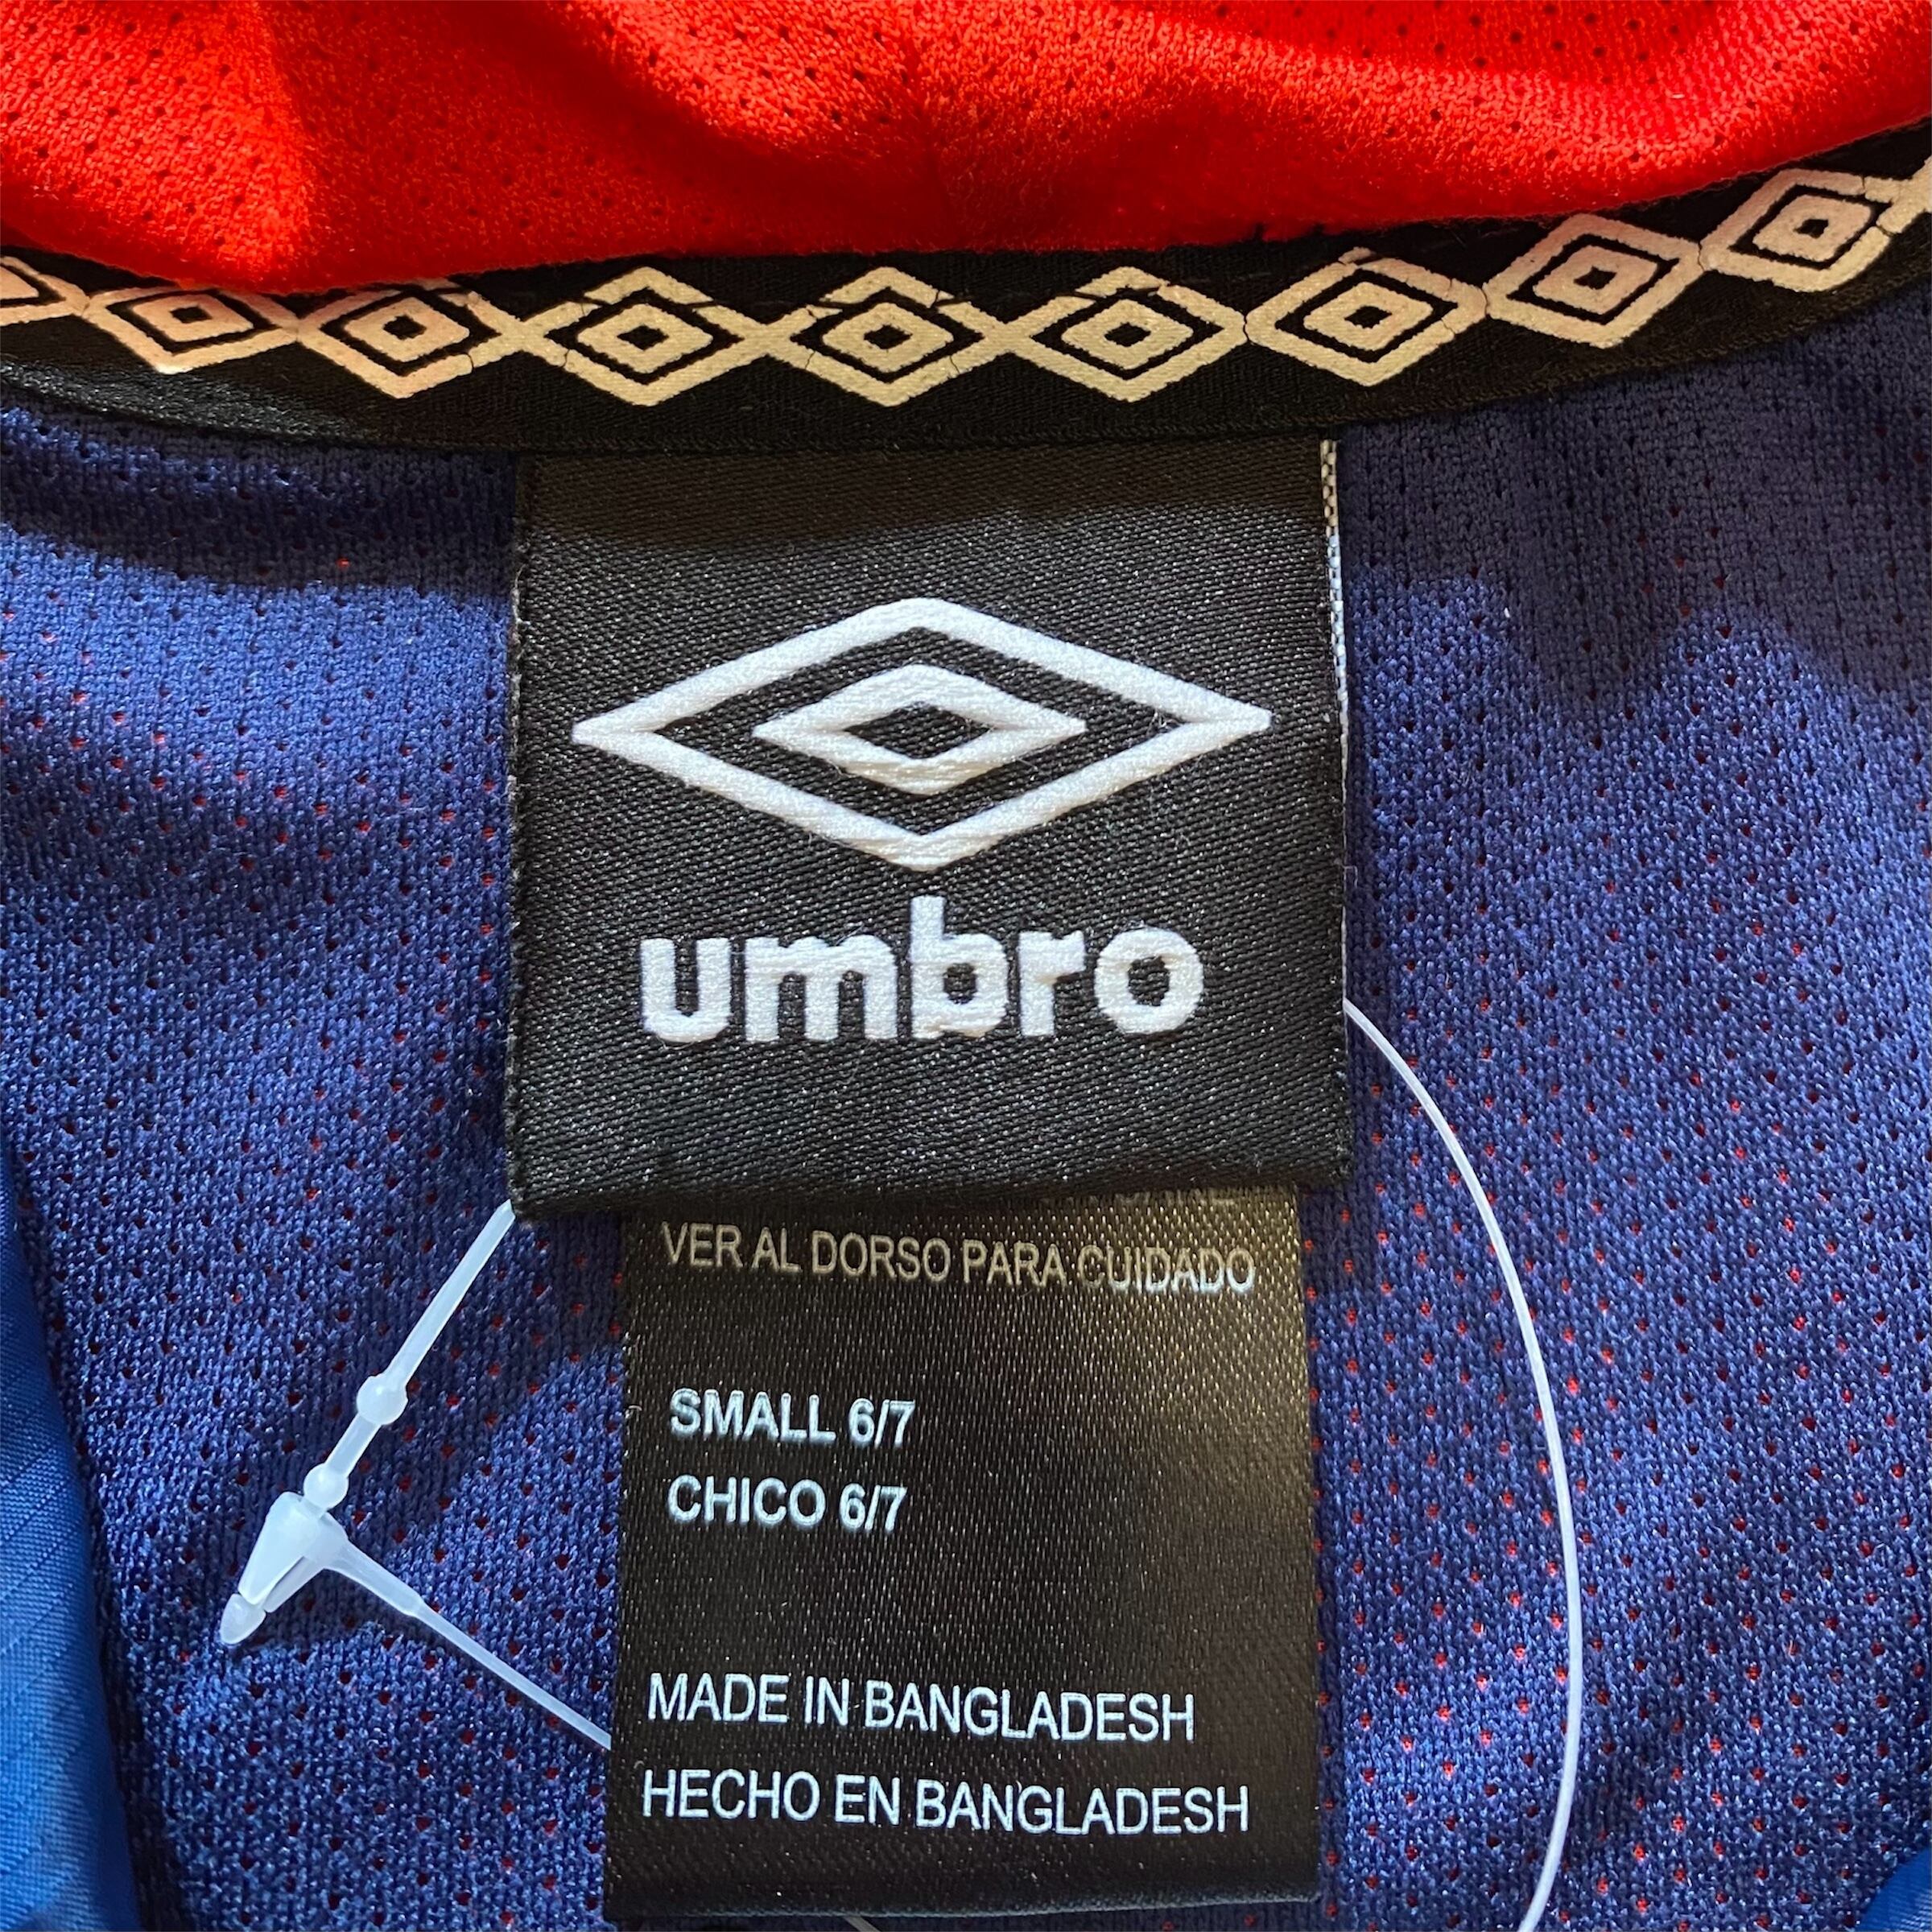 umbro
VER AL DORSO PARA CUIDADO
SMALL 6/7
CHICO 6/7
MADE IN BANGLADESH
HECHO EN BANGLADESH